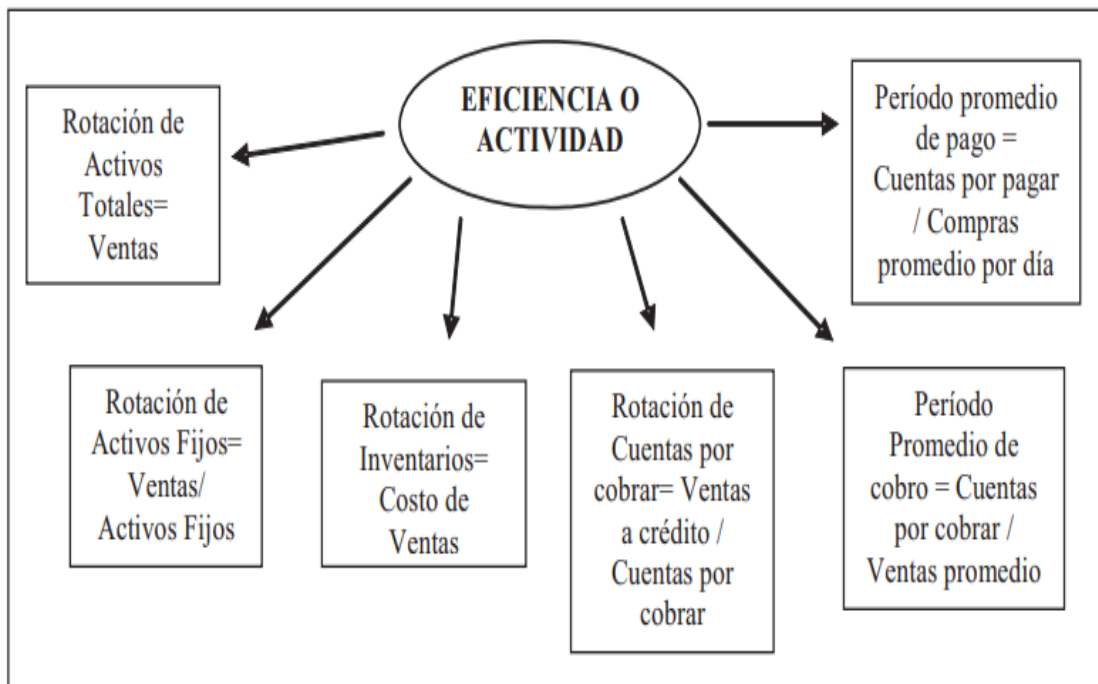 EFICIENCIA O
ACTIVIDAD
Rotación de
Activos
Totales=
Ventas
Período promedio
de pago =
Cuentas por pagar
/ Compras
promedio por día
Rotación de
Activos Fijos=
Ventas/
Activos Fijos
Rotación de
Inventarios=
Costo de
Ventas
Rotación de
Cuentas por
cobrar= Ventas
a crédito /
Cuentas por
cobrar
Período
Promedio de
cobro = Cuentas
por cobrar /
Ventas promedio